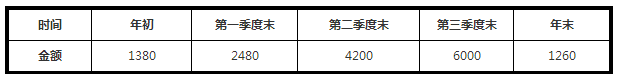 时间 年初 第一季度末 第二季度末 第三季度末 年末
金额 1380 2480 4200 6000 1260